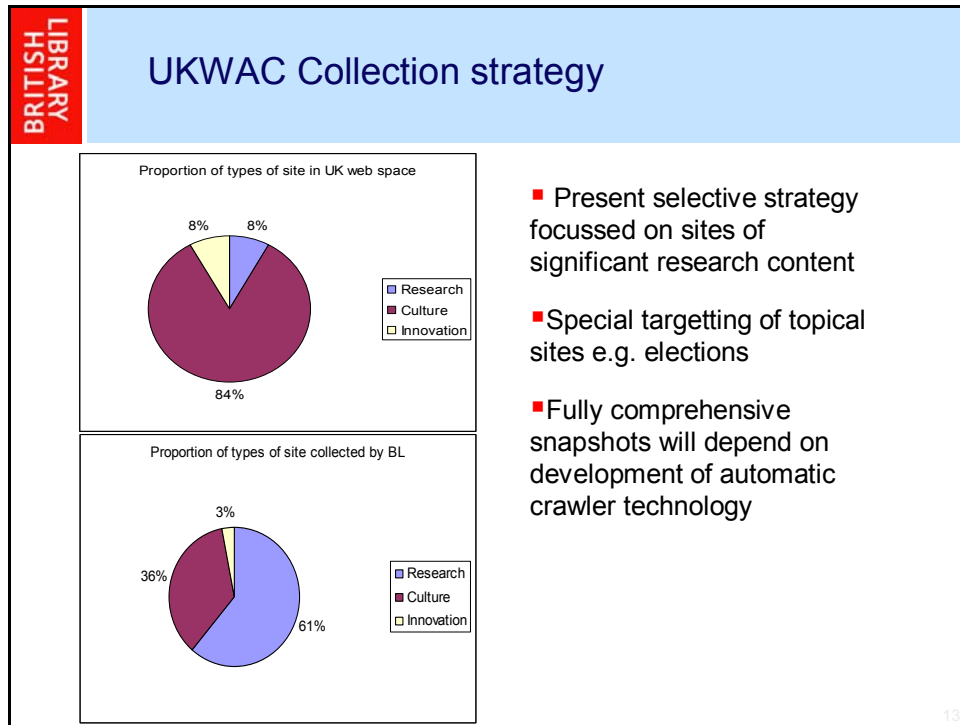 BRITISH
LIBRARY
UKWAC Collection strategy
Proportion of types of site in UK web space
8%
8%
84%
Research
Culture
Innovation
Proportion of types of site collected by BL
3%
36%
61%
Research
Culture
Innovation
Present selective strategy
focussed on sites of
significant research content
Special targetting of topical
sites e.g. elections
Fully comprehensive
snapshots will depend on
development of automatic
crawler technology
13